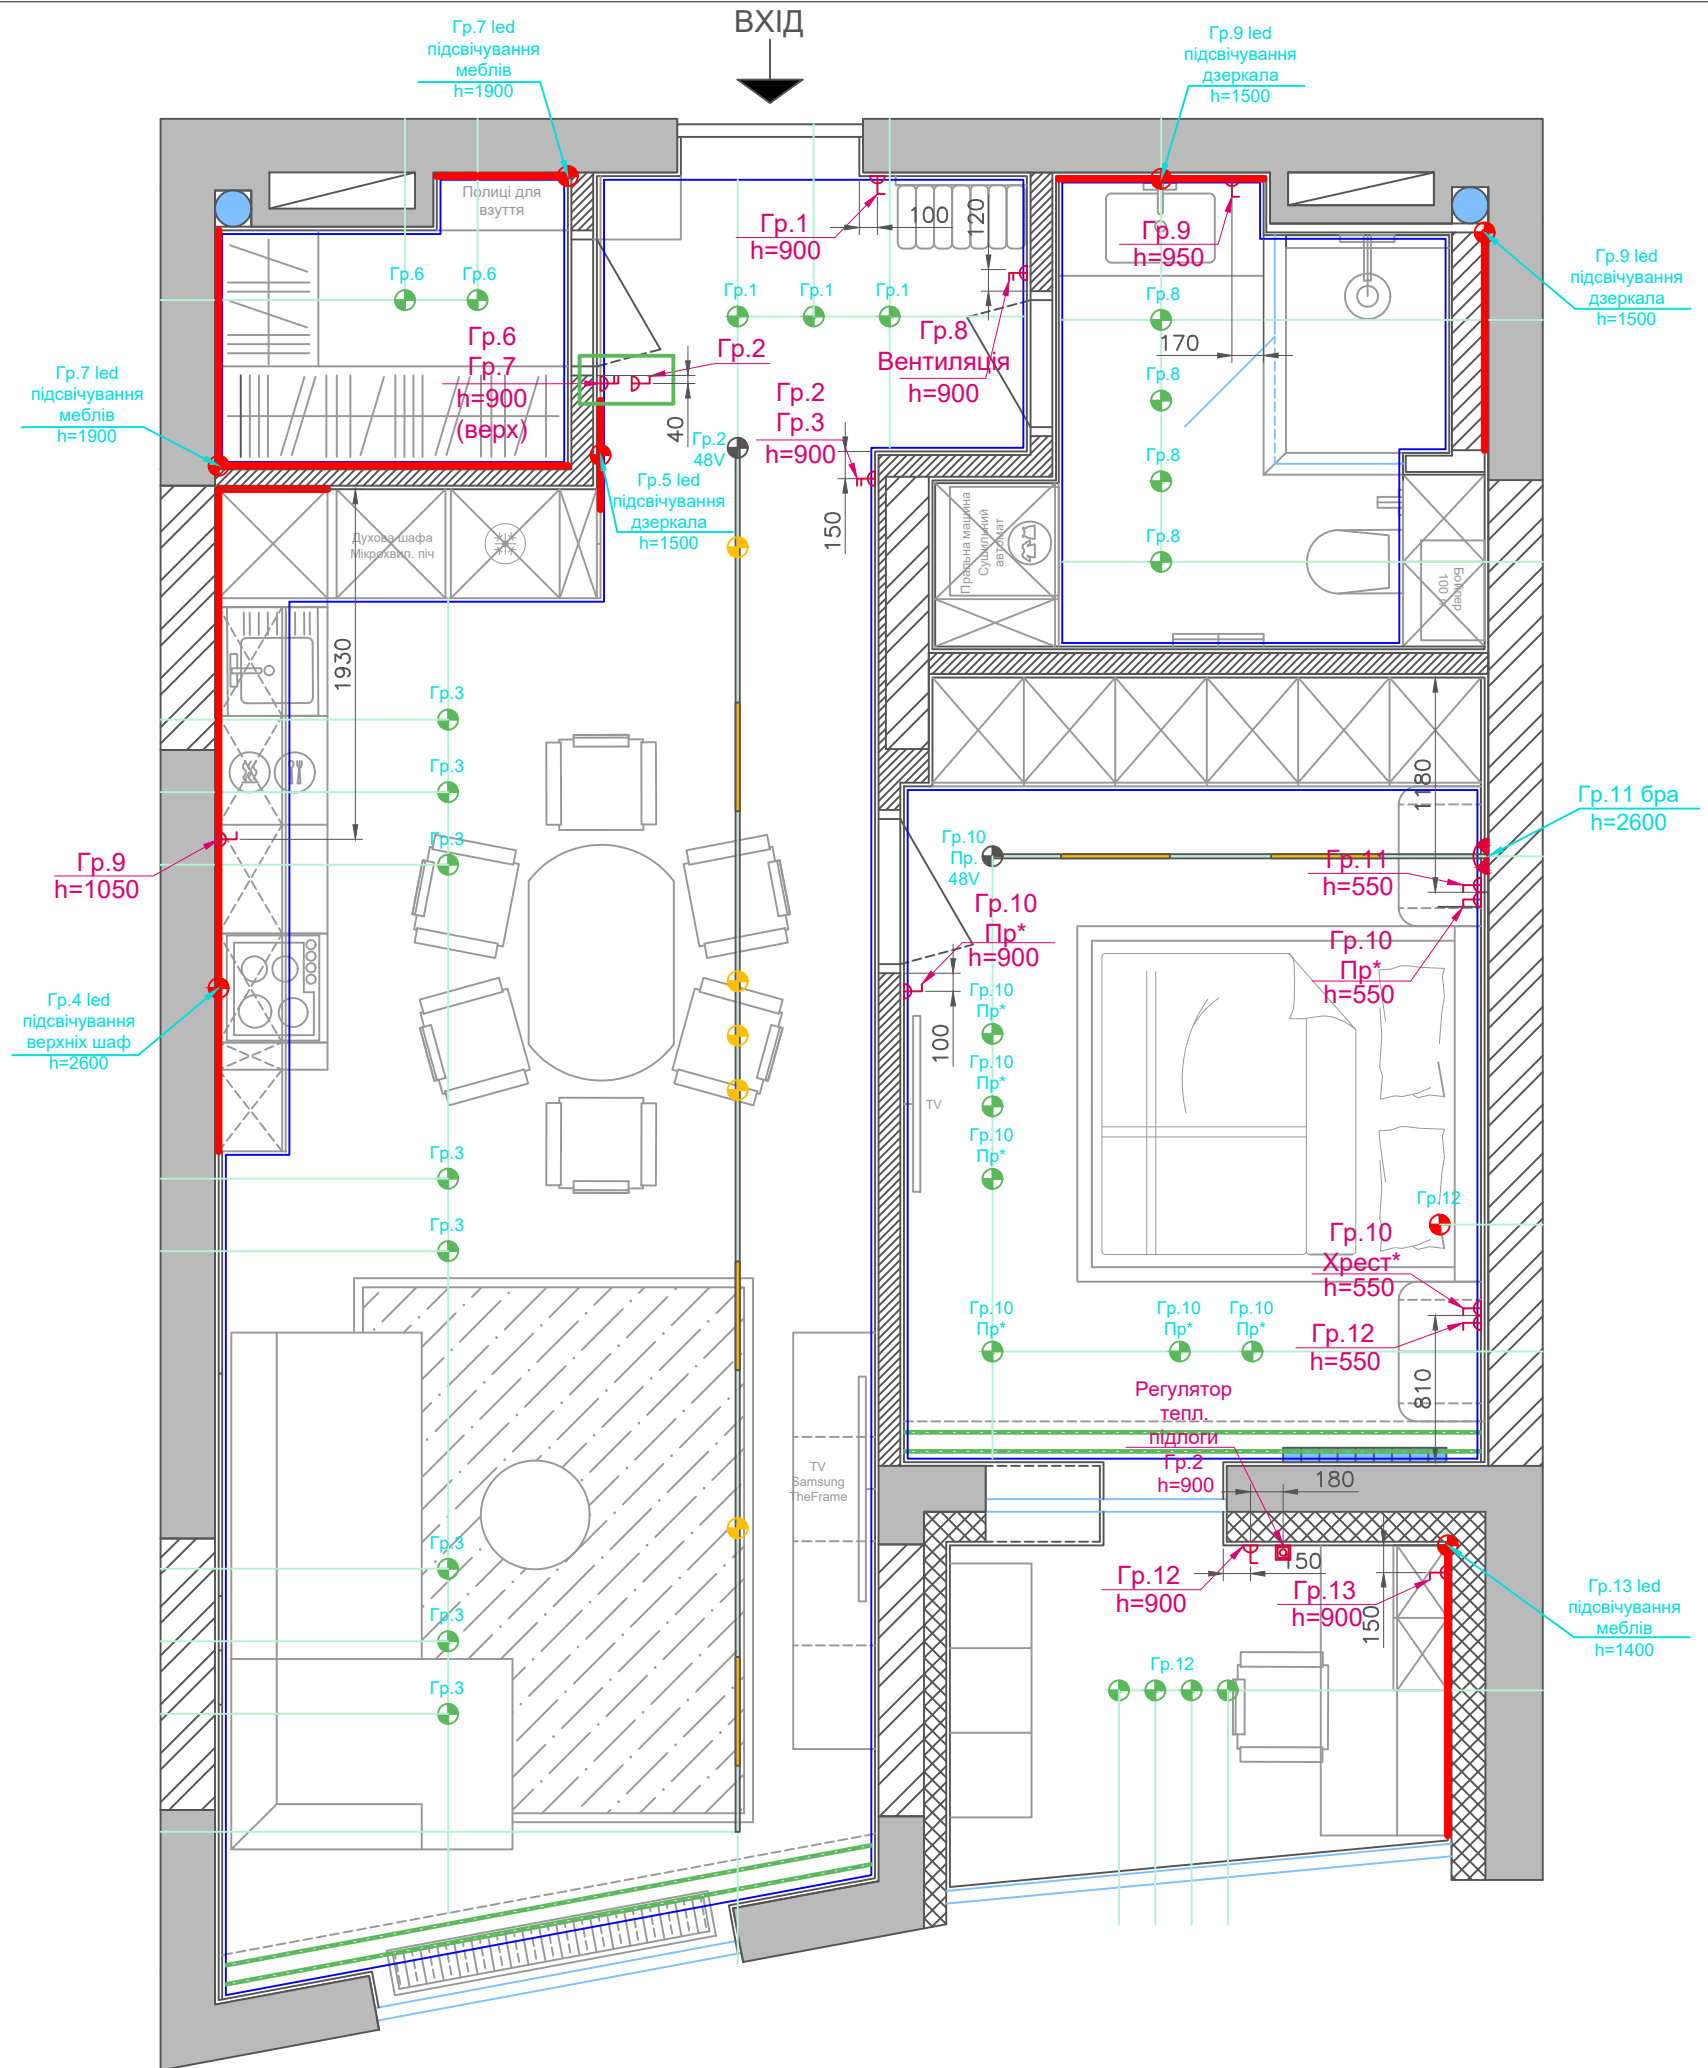 ВХІД
Гр.7 led
підсвічування
меблів
h=1900
Гр.9 led
підсвічування
дзеркала
h=1500
Полиці для
взуття
Гр.1
h=900
100
120
Гр.9
h=950
Гр.9 led
підсвічування
дзеркала
h=1500
Гр.6
Гр.6
Гр.1
Гр.1
Гр.1
Гр.8
Гр.6
Гр.7
h=900
(верх)
Гр.2
Гр.8
Вентиляція
h=900
170
Гр.7 led
підсвічування
меблів
h=1900
Гр.8
40
Гр.2
Гр.3
h=900
Гр.2
48V
Гр.8
Гр.5 led
підсвічування
дзеркала
h=1500
150
Духова шафа
Мікрохвил. піч
Пральна машина
Сушильний
автомат
Гр.8
Бойлер
100 л
1930
Гр.3
Гр.3
Гр.3
1180
Гр.11 бра
h=2600
Гр.9
h=1050
Гр.10
Пр.
48V
Гр.11
h=550
Гр.10
Пр*
h=900
Гр.10
Пр*
h=550
Гр.4 led
підсвічування
верхніх шаф
h=2600
Гр.10
Пр*
100
Гр.10
Пр*
TV
Гр.10
Пр*
Гр.3
Гр.12
Гр.3
Гр.10
Хрест*
h=550
Гр.10
Пр*
Гр.10
Пр*
Гр.10
Пр*
Гр.12
h=550
810
Регулятор
тепл.
підлоги
Гр.2
h=900
180
TV
Samsung
TheFrame
150
Гр.3
Гр.12
h=900
Гр.13
h=900
150
Гр.13 led
підсвічування
меблів
h=1400
Гр.3
Гр.12
Гр.3